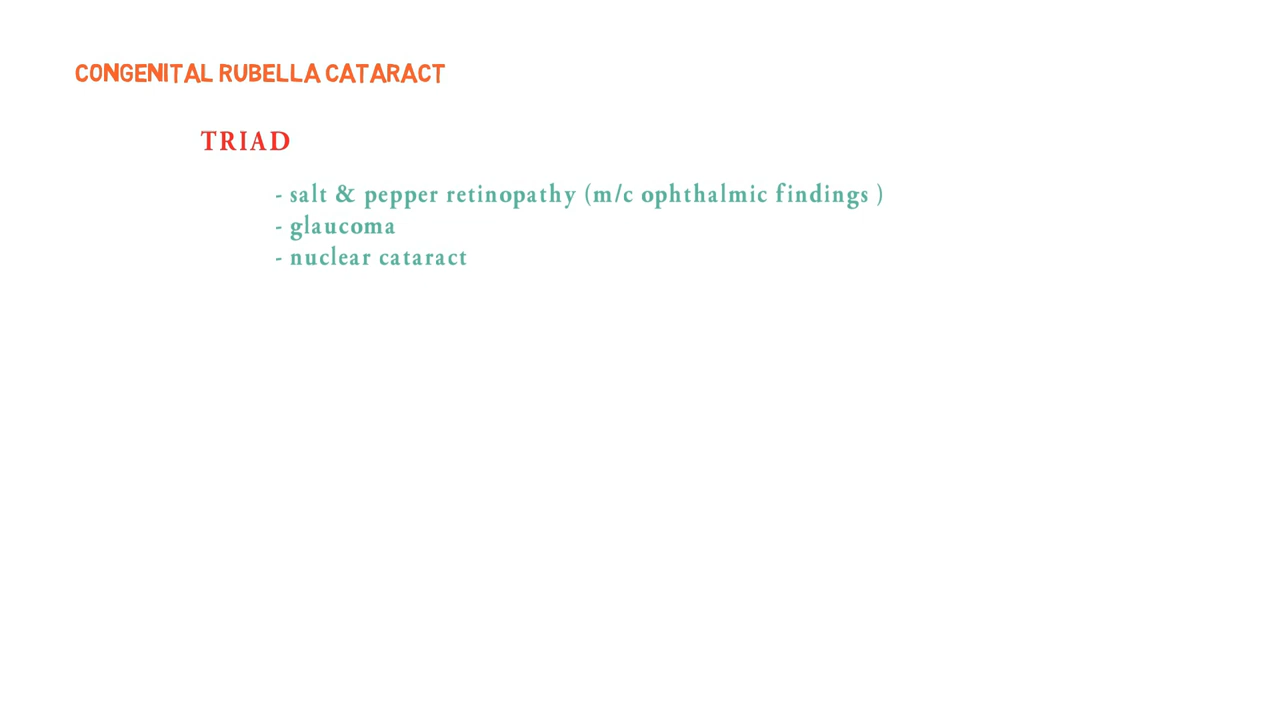 CONGENITAL RUBELLA CATARACT
TRIAD
- salt & pepper retinopathy (m/c ophthalmic findings )
- glaucoma
- nuclear cataract